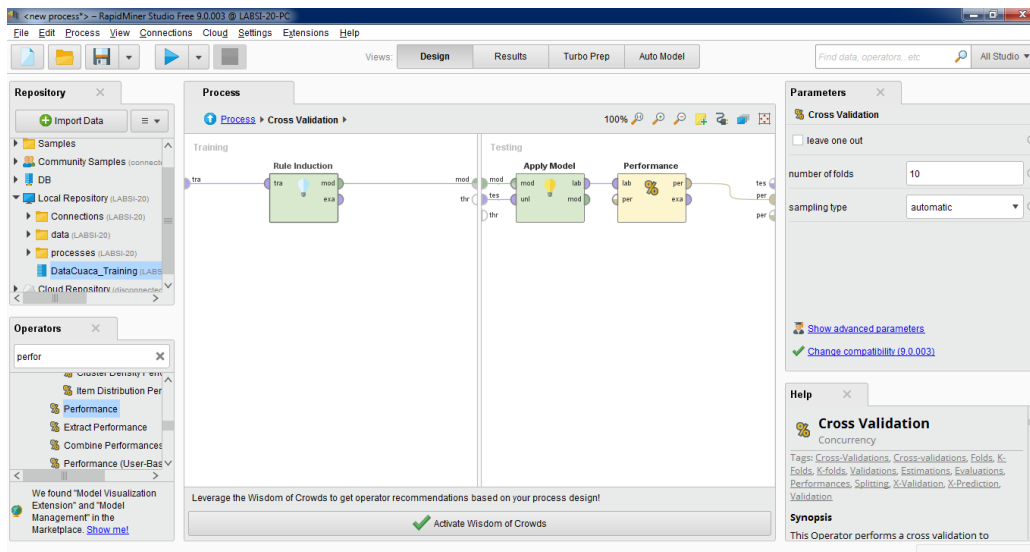 <new process*> – RapidMiner Studio Free 9.0.003 @ LABSI-20-PC
File Edit Process View Connections Cloud Settings Extensions Help
Views: Design Results Turbo Prep Auto Model
Find data, operators...etc
All Studio
Repository
Import Data
Samples
Community Samples (connect
DB
Local Repository (LABSI-20)
Connections (LABSI-20)
data (LABSI-20)
processes (LABSI-20)
DataCuaca_Training (LABS
Cloud Repository (disconnected
Operators
perfor
Cluster Density Perfo
Item Distribution Per
Performance
Extract Performance
Combine Performances
Performance (User-Bas
We found "Model Visualization
Extension" and "Model
Management" in the
Marketplace. Show me!
Process
Process Cross Validation
100%
Training
Rule Induction
tra
tra
mod
exa
mod
thr
Testing
Apply Model
Performance
mod
tes
thr
mod
unl
lab
mod
lab
per
per
exa
tes
per
per
Leverage the Wisdom of Crowds to get operator recommendations based on your process design!
Activate Wisdom of Crowds
Parameters
Cross Validation
leave one out
number of folds
10
sampling type
automatic
Show advanced parameters
Change compatibility (9.0.003)
Help
Cross Validation
Concurrency
Tags: Cross-Validations, Cross-validations, Folds, K-
Folds, K-folds, Validations, Estimations, Evaluations,
Performances, Splitting, X-Validation, X-Prediction,
Validation
Synopsis
This Operator performs a cross validation to